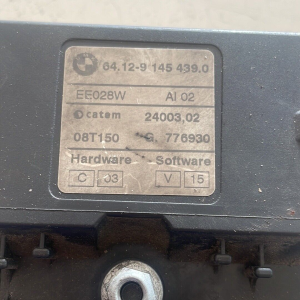 64.12-9 145 439.0
EE028W AI 02
catem 24003,02
08T150 G. 776930
Hardware Software
C 03 V 15